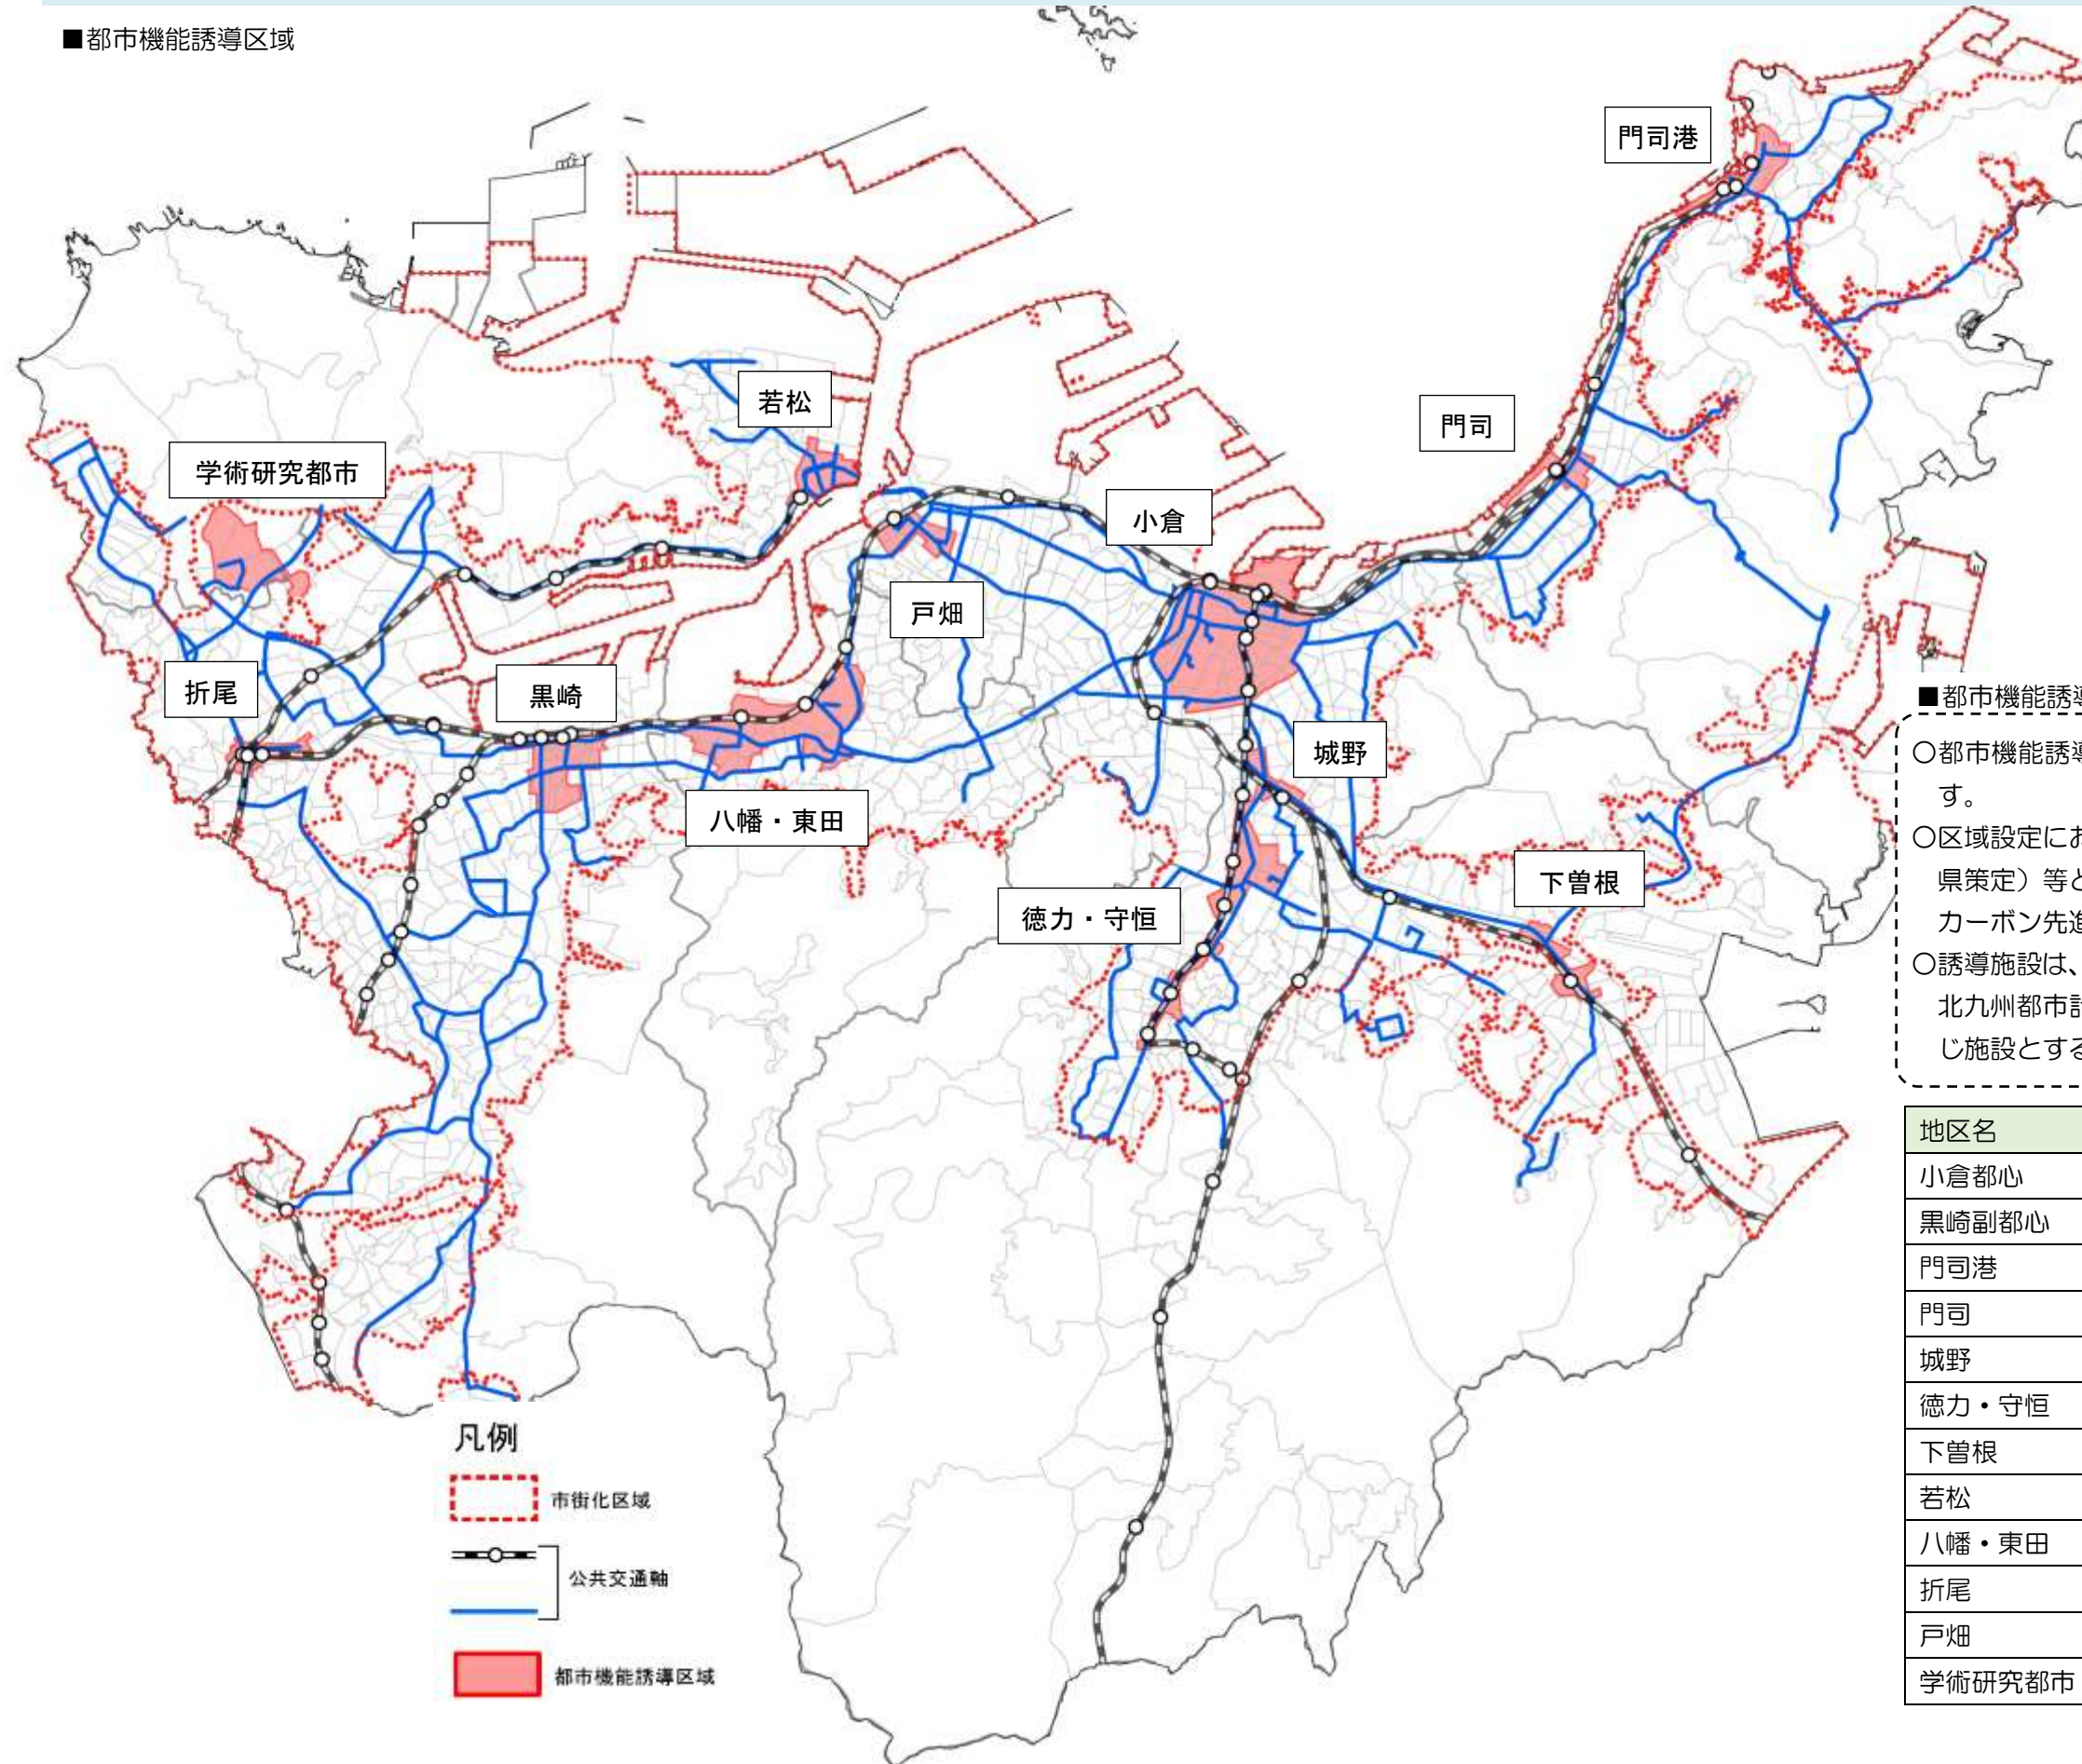 ■都市機能誘導区域
門司港
若松
門司
学術研究都市
小倉
戸畑
折尾
黒崎
城野
八幡・東田
下曽根
徳力・守恒
凡例
市街化区域
公共交通軸
都市機能誘導区域
■都市機能誘導
○都市機能誘導
す。
○区域設定にお
県策定）等と
カーボン先進
○誘導施設は、
北九州都市計
じ施設とする
地区名
小倉都心
黒崎副都心
門司港
門司
城野
徳力・守恒
下曽根
若松
八幡・東田
折尾
戸畑
学術研究都市